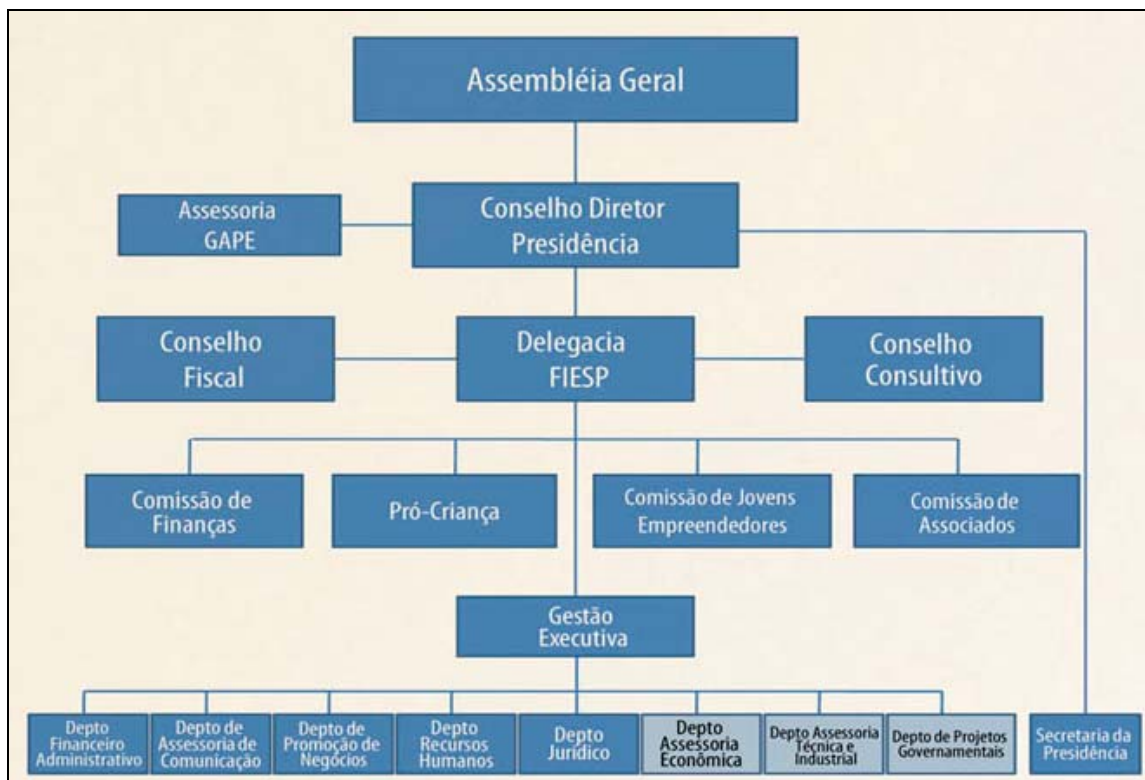 Assembléia Geral
Assessoria
GAPE
Conselho Diretor
Presidência
Conselho
Fiscal
Delegacia
FIESP
Conselho
Consultivo
Comissão de
Finanças
Pró-Criança
Comissão de Jovens
Empreendedores
Comissão de
Associados
Gestão
Executiva
Depto
Financeiro
Administrativo
Depto de
Assessoria de
Comunicação
Depto de
Promoção de
Negócios
Depto
Recursos
Humanos
Depto
Jurídico
Depto
Assessoria
Econômica
Depto Assessoria
Técnica e
Industrial
Depto de Projetos
Governamentais
Secretaria da
Presidência